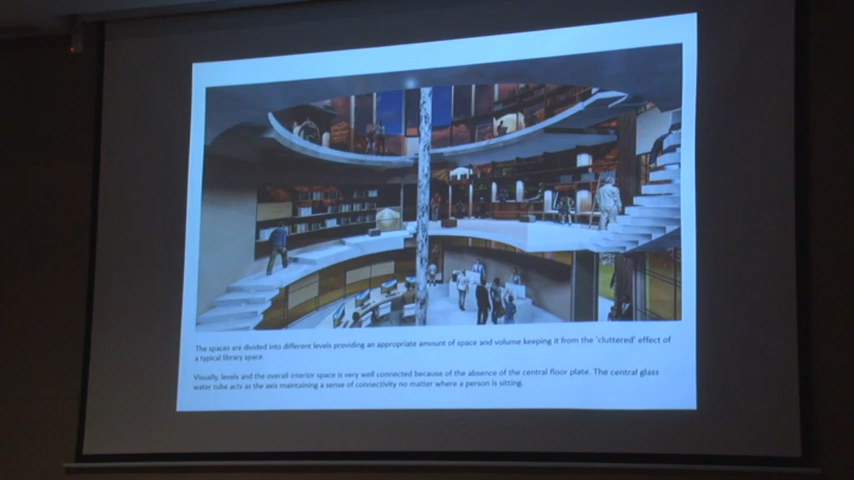 The spaces are divided into different levels providing an appropriate amount of space and volume keeping it from the 'cluttered' effect of
a typical library space.
Visually, levels and the overall interior space is very well connected because of the absence of the central floor plate. The central glass
water tube acts as the axis maintaining a sense of connectivity no matter where a person is sitting.